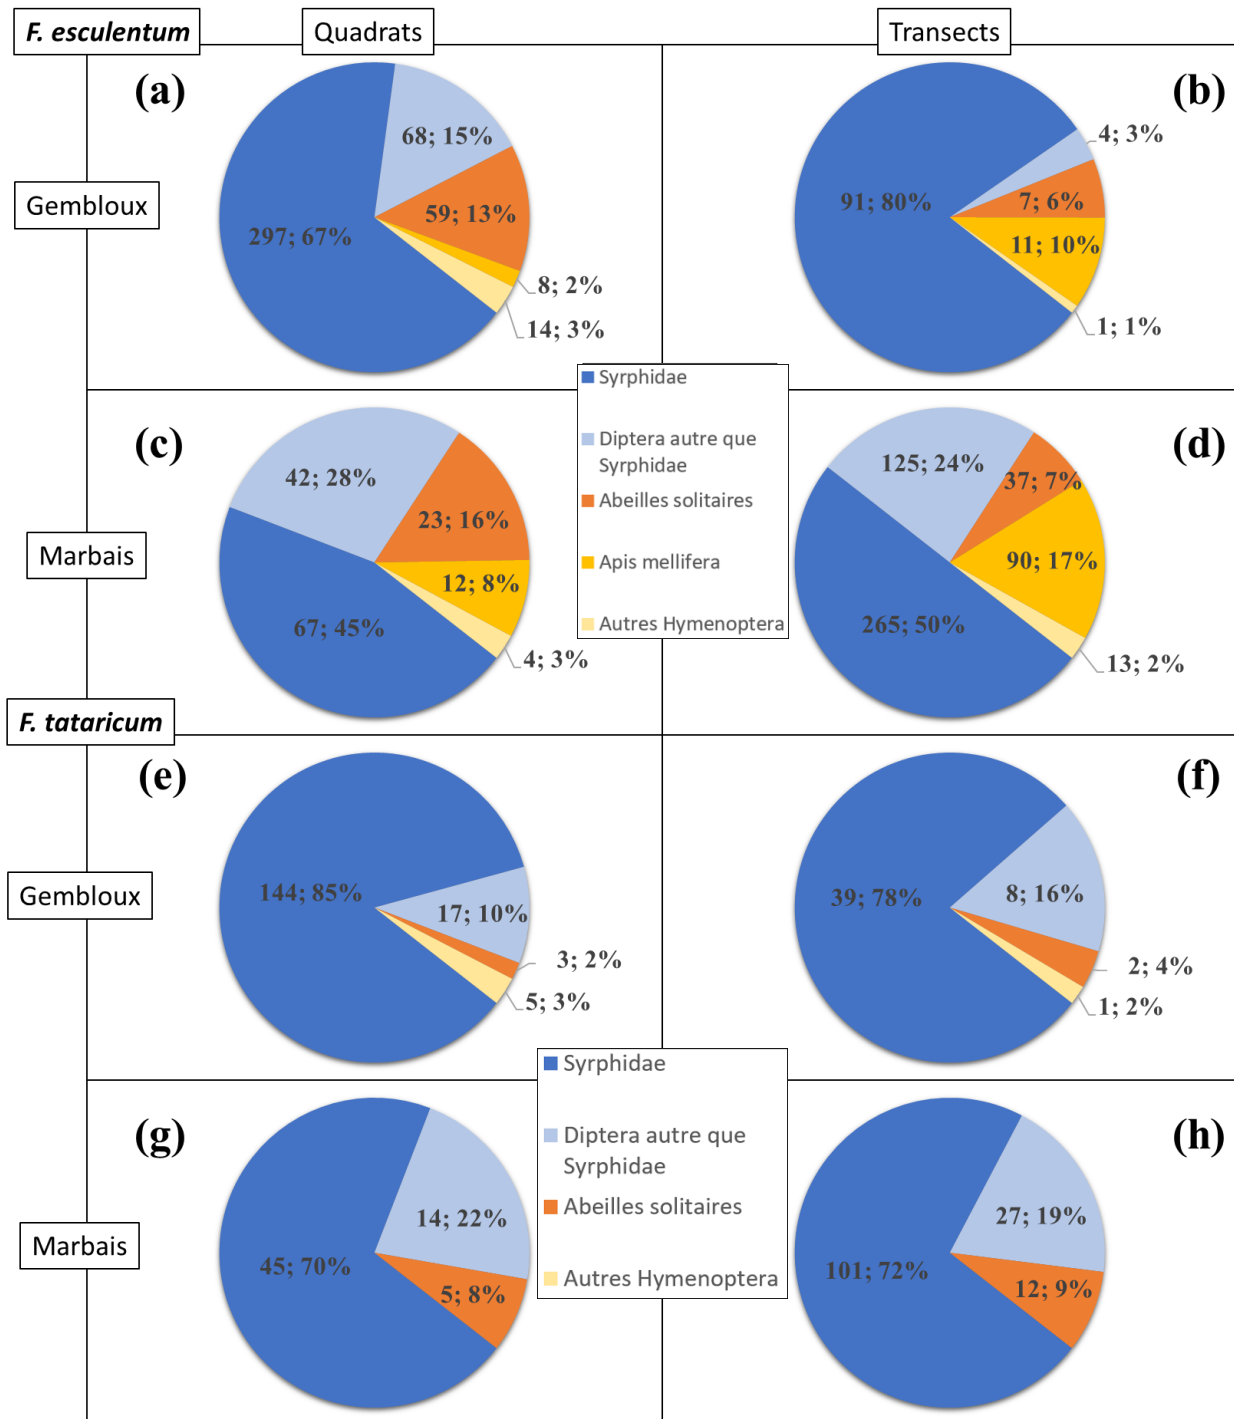 F. esculentum
Quadrats
Transects
Gembloux
(a)
68; 15%
59; 13%
297; 67%
8; 2%
14; 3%
(b)
4; 3%
91; 80%
7; 6%
11; 10%
1; 1%
Syrphidae
Diptera autre que
Syrphidae
Abeilles solitaires
Apis mellifera
Autres Hymenoptera
Marbais
(c)
42; 28%
23; 16%
12; 8%
67; 45%
4; 3%
(d)
125; 24%
37; 7%
90; 17%
265; 50%
13; 2%
F. tataricum
Gembloux
(e)
144; 85%
17; 10%
3; 2%
5; 3%
(f)
39; 78%
8; 16%
2; 4%
1; 2%
Syrphidae
Diptera autre que
Syrphidae
Abeilles solitaires
Autres Hymenoptera
Marbais
(g)
14; 22%
45; 70%
5; 8%
(h)
27; 19%
101; 72%
12; 9%